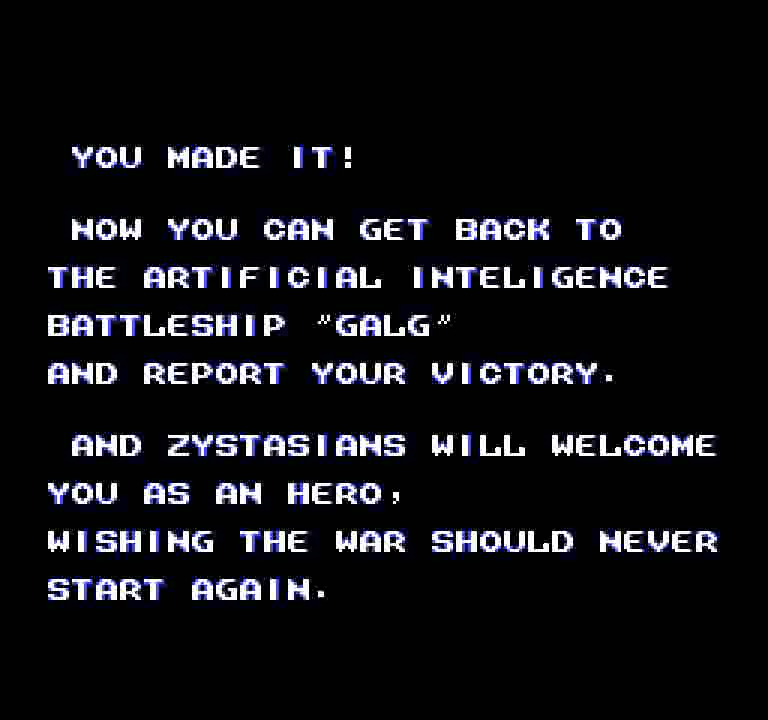 YOU MADE IT!
NOW YOU CAN GET BACK TO
THE ARTIFICIAL INTELIGENCE
BATTLESHIP "GALG"
AND REPORT YOUR VICTORY.
AND ZYSTASIANS WILL WELCOME
YOU AS AN HERO,
WISHING THE WAR SHOULD NEVER
START AGAIN.